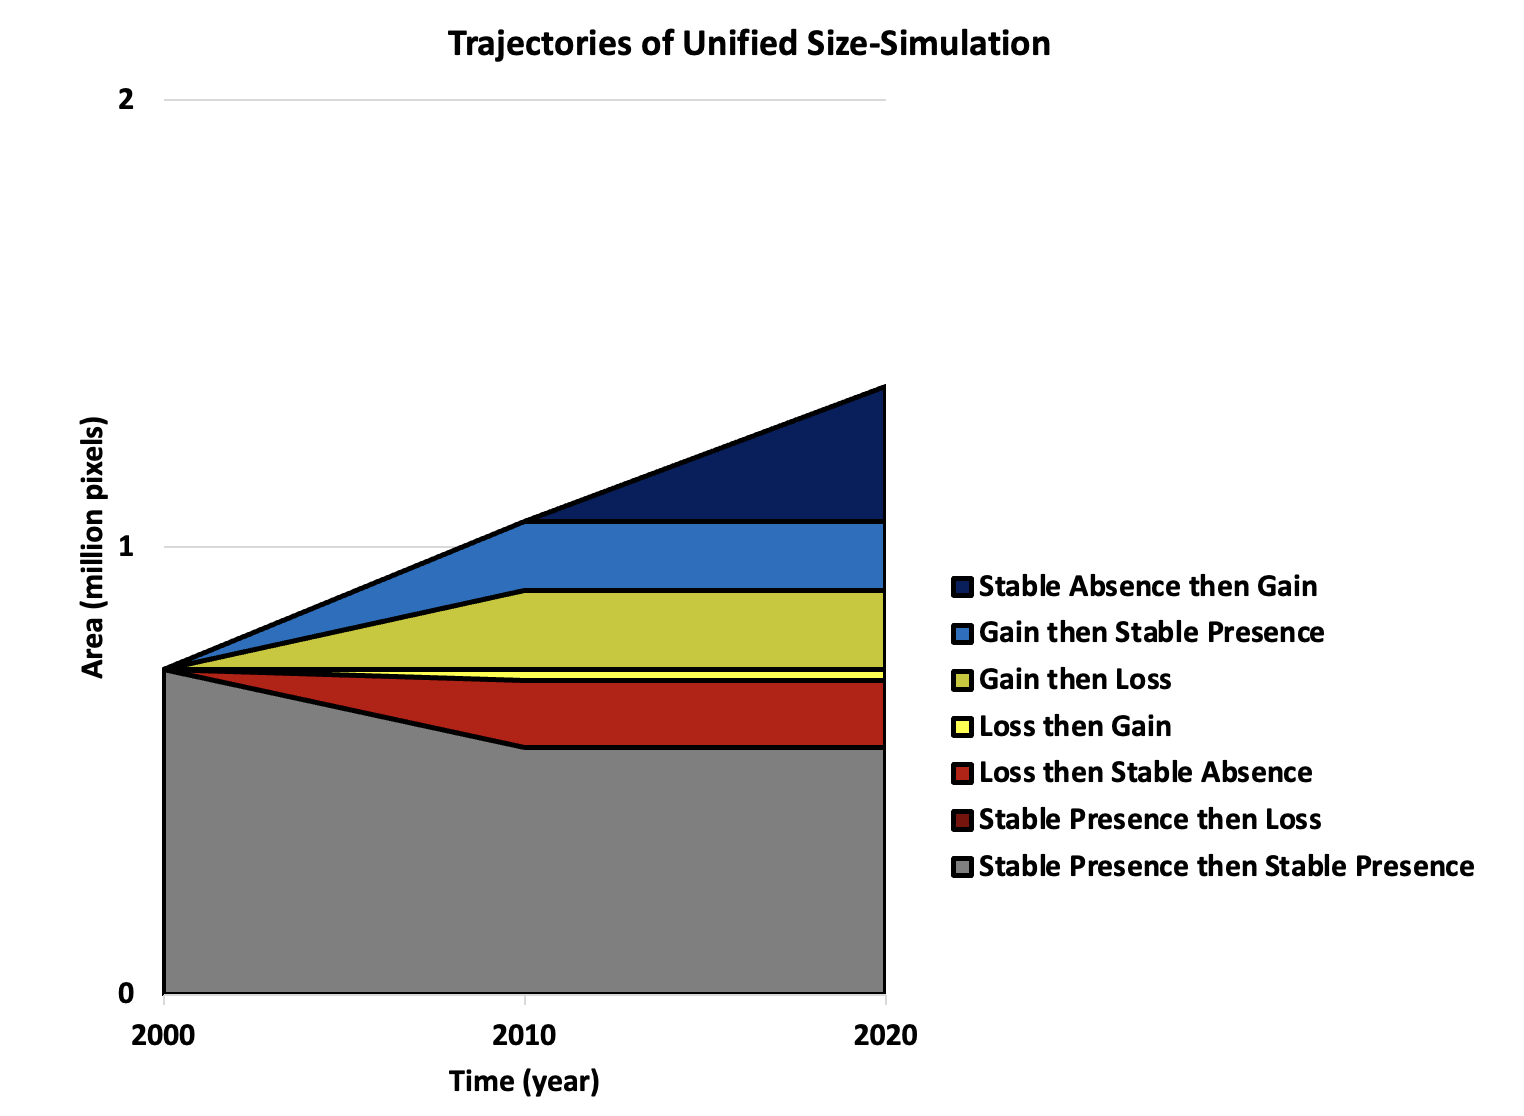 Trajectories of Unified Size-Simulation
2
1
0
Area (million pixels)
2000 2010 2020
Time (year)
Stable Absence then Gain
Gain then Stable Presence
Gain then Loss
Loss then Gain
Loss then Stable Absence
Stable Presence then Loss
Stable Presence then Stable Presence